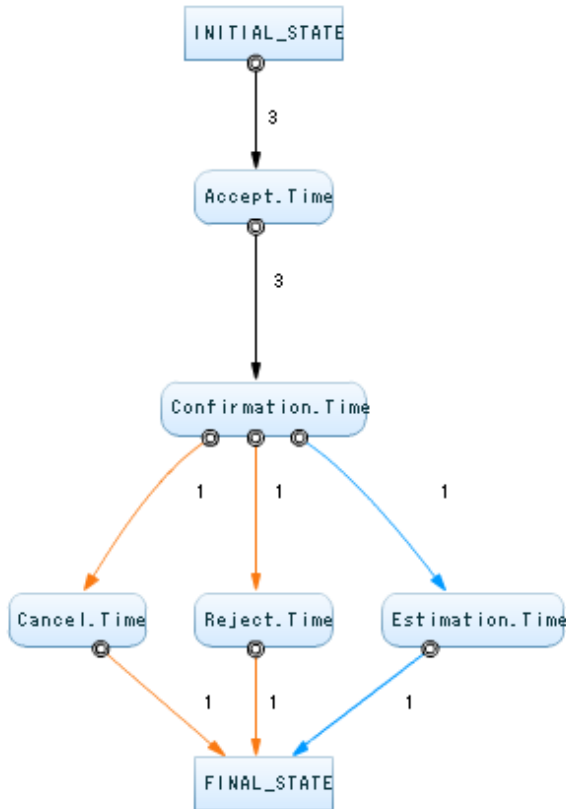 INITIAL_STATE
3
Accept.Time
3
Confirmation.Time
1 1 1
Cancel.Time Reject.Time Estimation.Time
1 1 1
FINAL_STATE